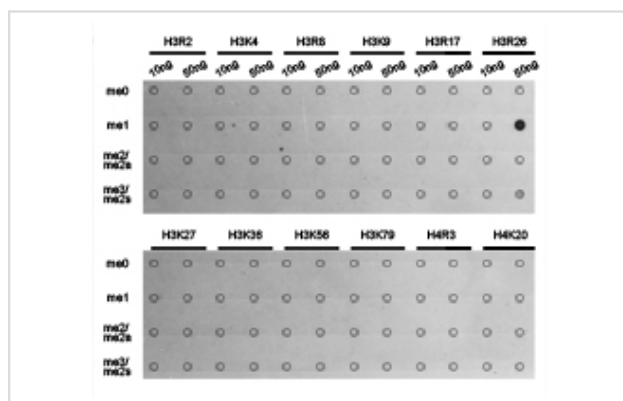 H3R2 H3K4 H3R8 H3K9 H3R17 H3R26
10ng 50ng 10ng 50ng 10ng 50ng 10ng 50ng 10ng 50ng 10ng 50ng
me0
me1
me2/
me2a
me3/
me2s
H3K27 H3K36 H3K56 H3K79 H4R3 H4K20
me0
me1
me2/
me2a
me3/
me2s